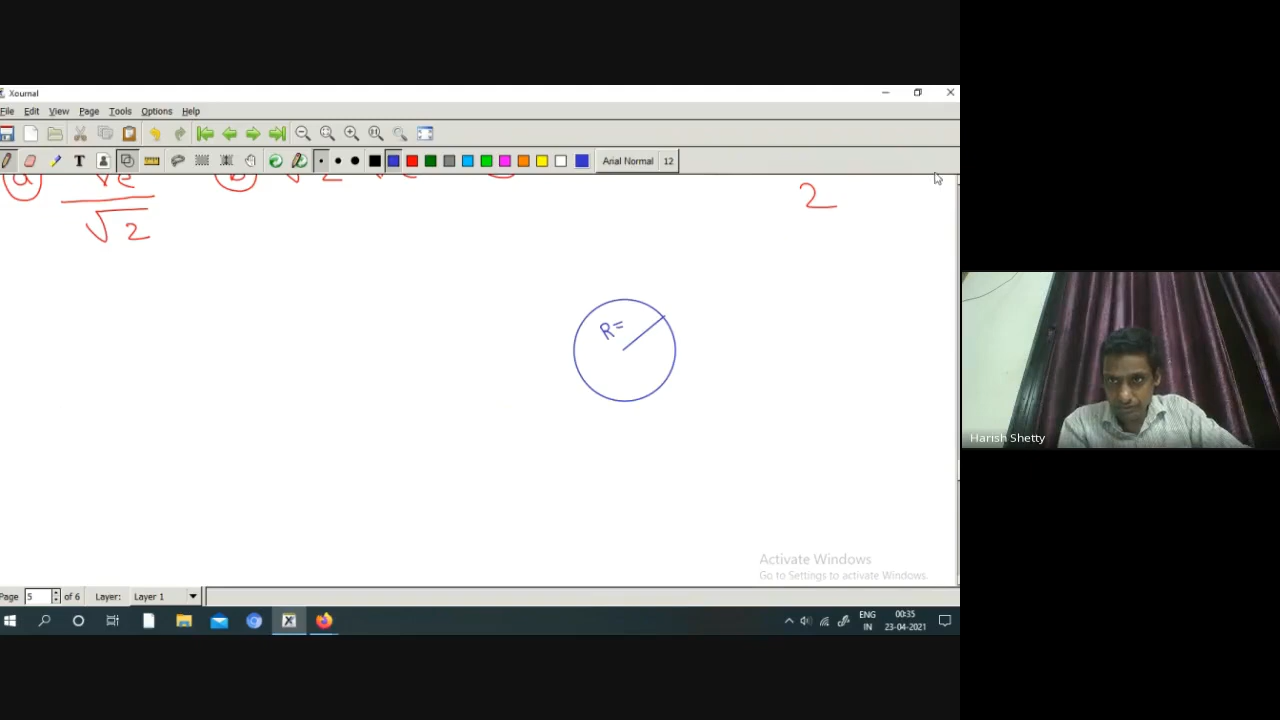 Xournal
File Edit View Page Tools Options Help
T Arial Normal 12
a √e b √2
√2
2
R=
Harish Shetty
Activate Windows
Go to Settings to activate Windows.
Page 5 of 6 Layer: Layer 1
ENG 00:35
IN 23-04-2021